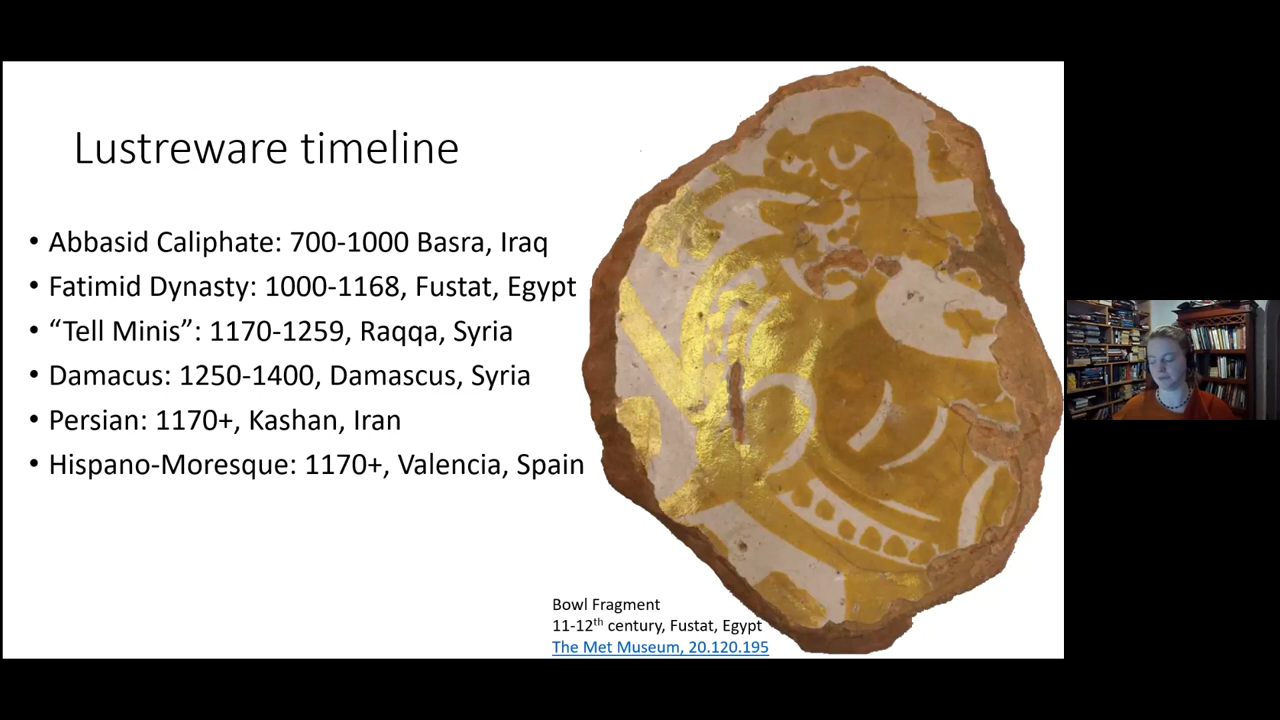 Lustreware timeline
• Abbasid Caliphate: 700-1000 Basra, Iraq
• Fatimid Dynasty: 1000-1168, Fustat, Egypt
• “Tell Minis”: 1170-1259, Raqqa, Syria
• Damacus: 1250-1400, Damascus, Syria
• Persian: 1170+, Kashan, Iran
• Hispano-Moresque: 1170+, Valencia, Spain
Bowl Fragment
11-12th century, Fustat, Egypt
The Met Museum, 20.120.195